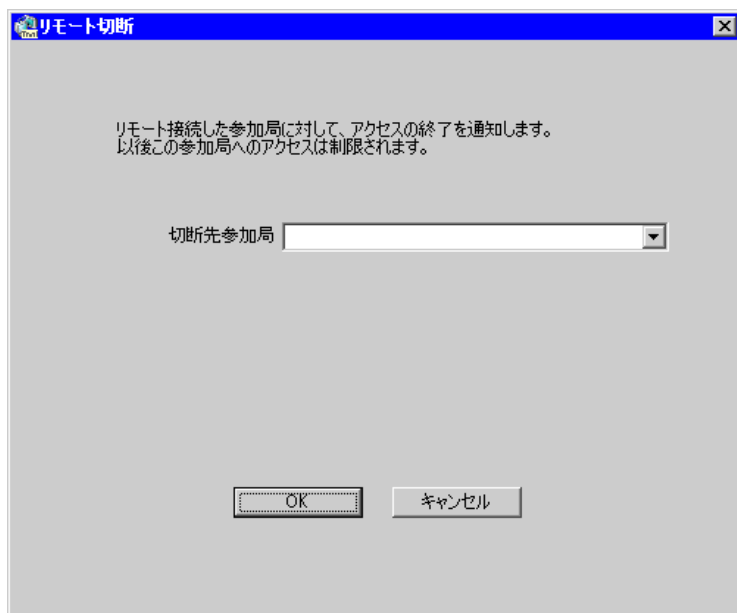 リモート切断
リモート接続した参加局に対して、アクセスの終了を通知します。
以後この参加局へのアクセスは制限されます。
切断先参加局
OK
キャンセル